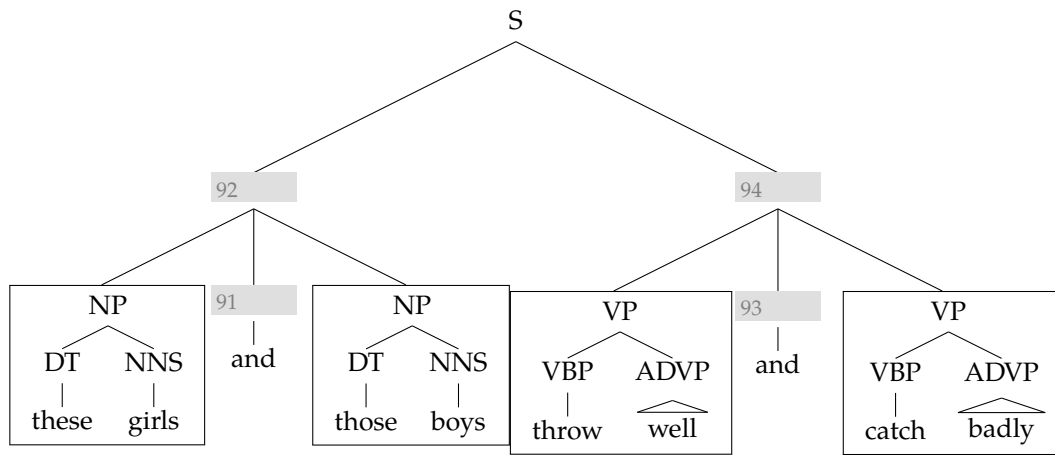 S
92 94
NP 91 NP VP 93 VP
DT NNS and DT NNS VBP ADVP and VBP ADVP
these girls those boys throw well catch badly